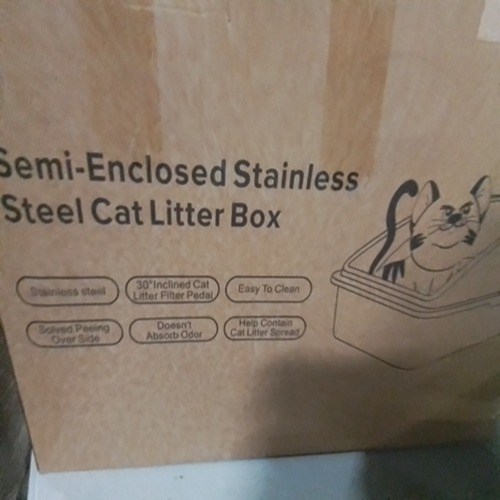 Semi-Enclosed Stainless
Steel Cat Litter Box
Stainless steel
30°Inclined Cat
Litter Filter Pedal
Easy To Clean
Solved Peeing
Over Side
Doesn't
Absorb Odor
Help Contain
Cat Litter Spread